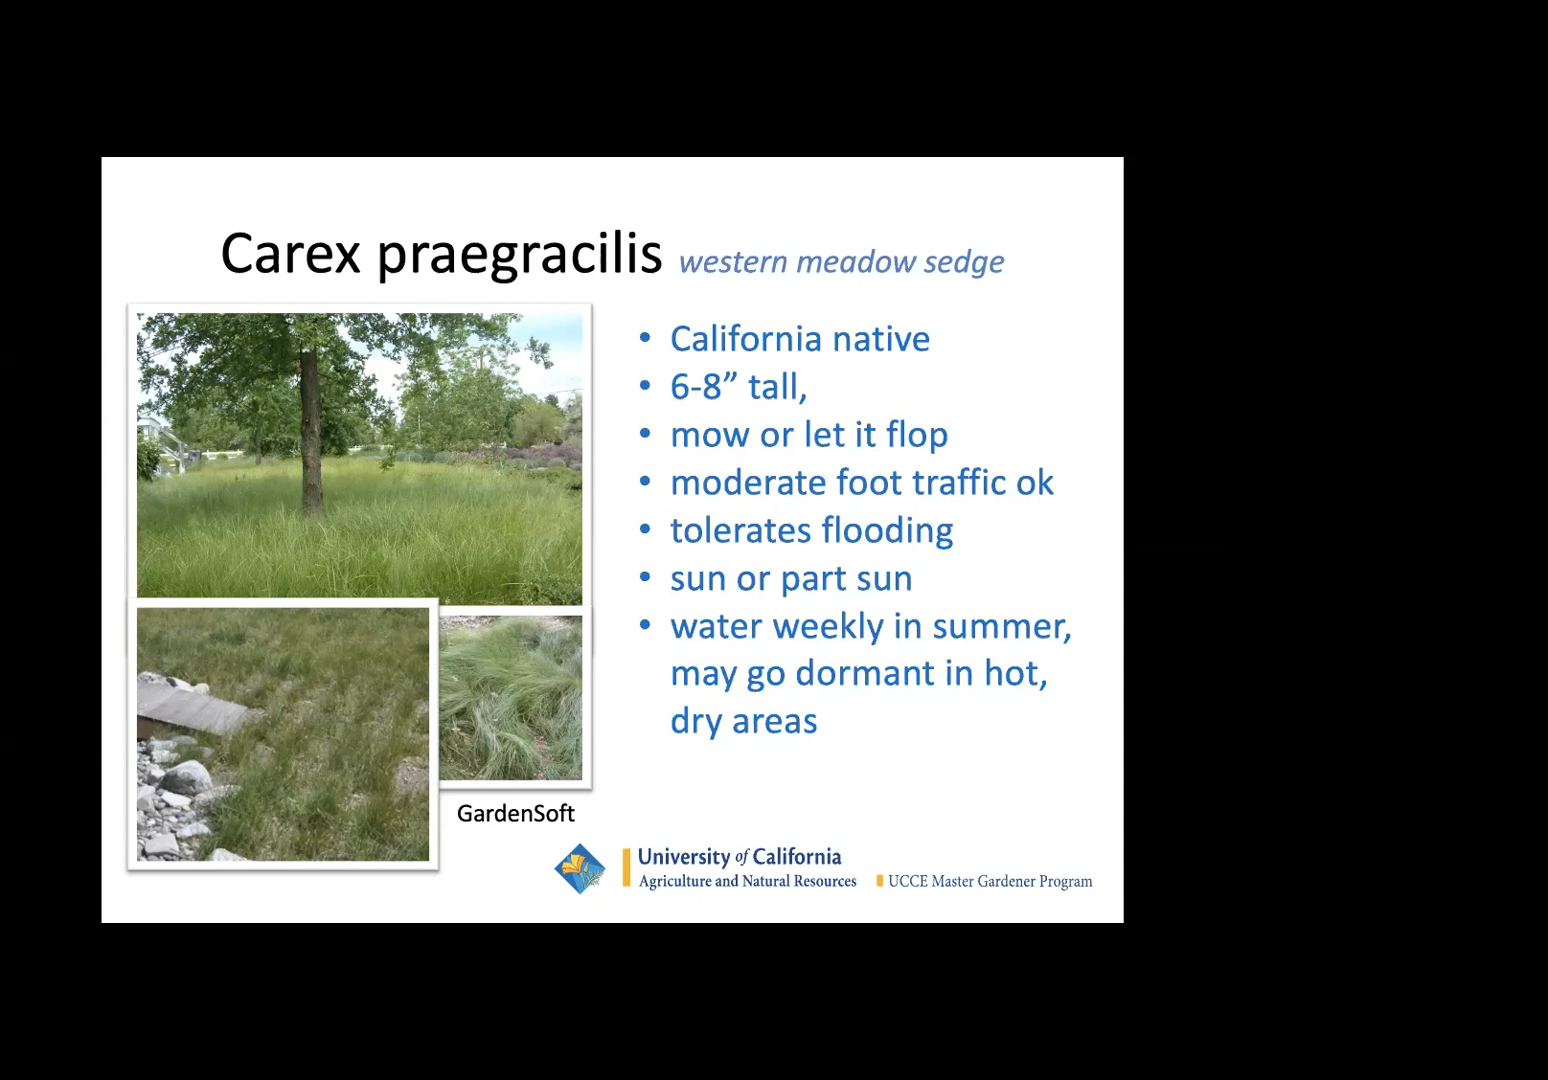 Carex praegracilis western meadow sedge
• California native
• 6-8” tall,
• mow or let it flop
• moderate foot traffic ok
• tolerates flooding
• sun or part sun
• water weekly in summer,
may go dormant in hot,
dry areas
GardenSoft
University of California
Agriculture and Natural Resources
UCCE Master Gardener Program